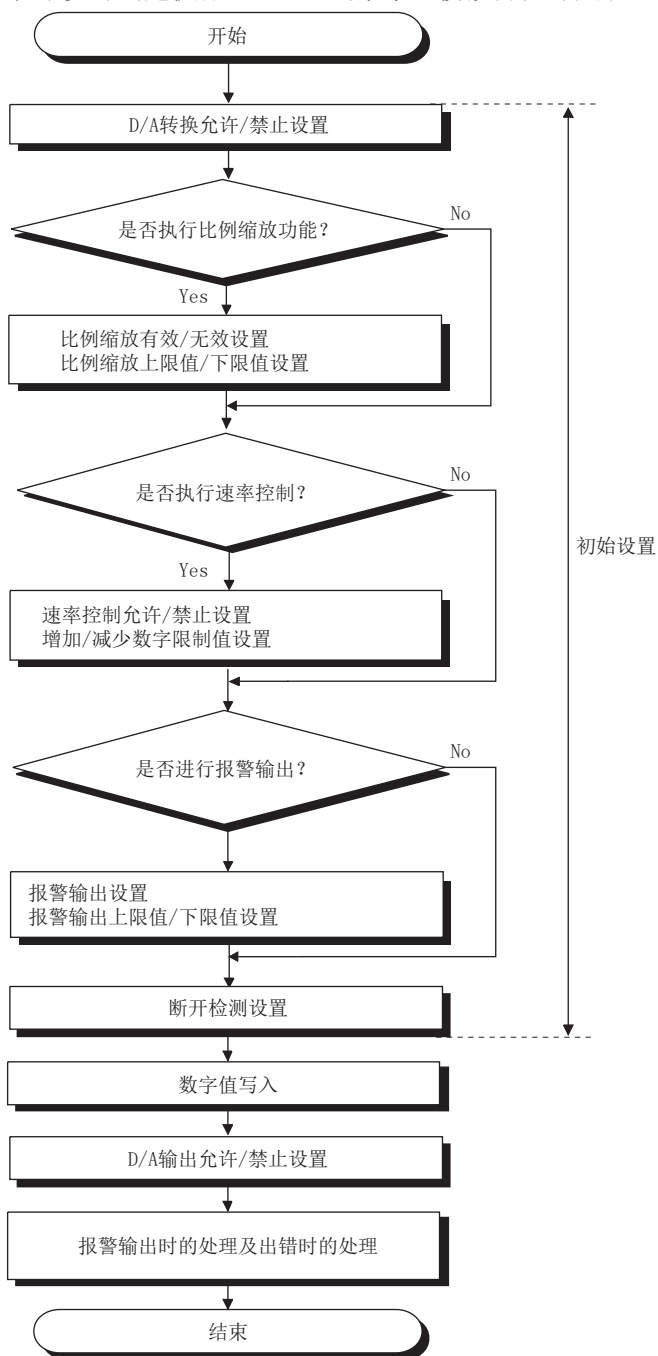 开始
D/A转换允许/禁止设置
是否执行比例缩放功能?
No
Yes
比例缩放有效/无效设置
比例缩放上限值/下限值设置
是否执行速率控制?
No
初始设置
Yes
速率控制允许/禁止设置
增加/减少数字限制值设置
是否进行报警输出?
No
报警输出设置
报警输出上限值/下限值设置
断开检测设置
数字值写入
D/A输出允许/禁止设置
报警输出时的处理及出错时的处理
结束